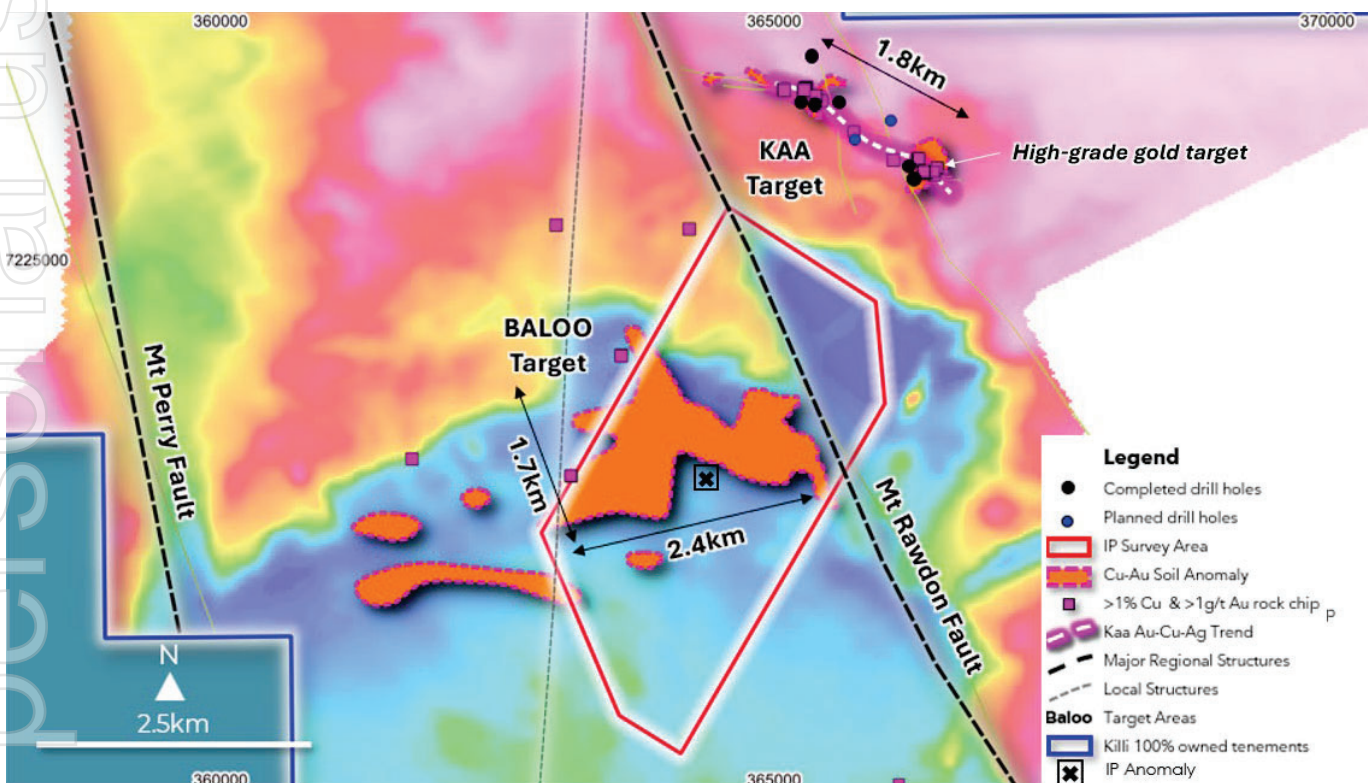 personal us
360000
365000
370000
1.8km
KAA
Target
High-grade gold target
7225000
BALOO
Target
Mt Perry Fault
1.7km
2.4km
Mt Rawdon Fault
N
2.5km
Legend
Completed drill holes
Planned drill holes
IP Survey Area
Cu-Au Soil Anomaly
>1% Cu & >1g/t Au rock chip p
Kaa Au-Cu-Ag Trend
Major Regional Structures
Local Structures
Baloo Target Areas
Killi 100% owned tenements
IP Anomaly
360000
365000